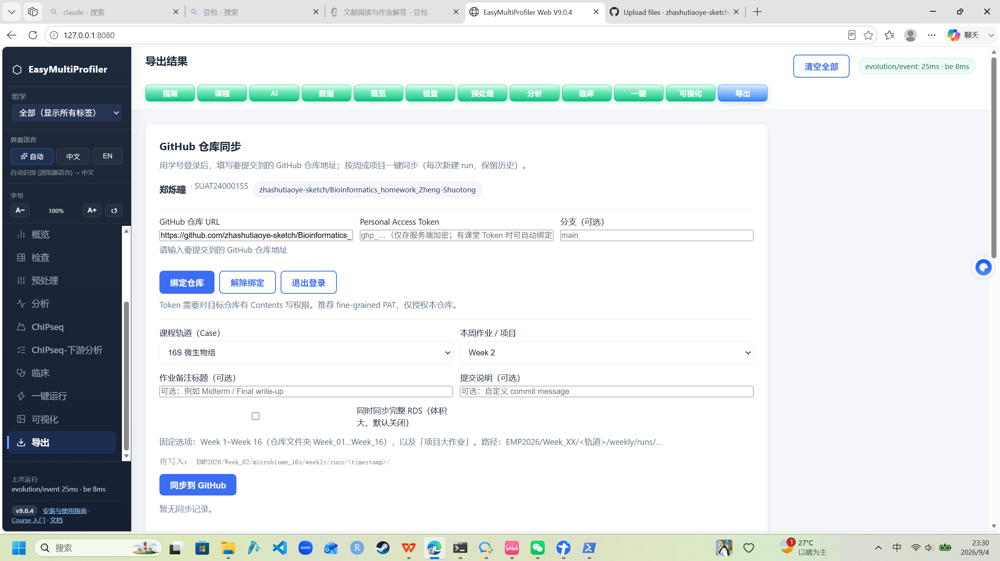 claude - 搜索
豆包 - 搜索
文献阅读与作业解答 - 豆包
EasyMultiProfiler Web V9.0.4
Upload files · zhashutiaoye-sketch/
127.0.0.1:8080
聊天
EasyMultiProfiler
组学
全部（显示所有标签）
界面语言
自动
中文
EN
自动识别 (浏览器语言) → 中文
字号
A−
100%
A+
↺
概览
检查
预处理
分析
ChIPseq
ChIPseq-下游分析
临床
一键运行
可视化
导出
上次运行
evolution/event 25ms · be 8ms
v9.0.4 安装与使用指南 ·
Course 入门 · 文档
导出结果
清空全部
evolution/event: 25ms · be 8ms
指南
课程
AI
数据
概览
检查
预处理
分析
临床
一键
可视化
导出
GitHub 仓库同步
用学号登录后，填写要提交到的 GitHub 仓库地址；按周或项目一键同步（每次新建 run，保留历史）。
郑烁曈 · SUAT24000155 zhashutiaoye-sketch/Bioinformatics_homework_Zheng-Shuotong
GitHub 仓库 URL
Personal Access Token
分支（可选）
https://github.com/zhashutiaoye-sketch/Bioinformatics_
ghp_…（仅存服务端加密；有课堂 Token 时可自动绑定
main
请输入要提交到的 GitHub 仓库地址
绑定仓库
解除绑定
退出登录
Token 需要对目标仓库有 Contents 写权限。推荐 fine-grained PAT，仅授权本仓库。
课程轨道（Case）
本周作业 / 项目
16S 微生物组
Week 2
作业备注标题（可选）
提交说明（可选）
可选：例如 Midterm / Final write-up
可选：自定义 commit message
同时同步完整 RDS（体积
大，默认关闭）
固定选项：Week 1–Week 16（仓库文件夹 Week_01…Week_16），以及「项目大作业」。路径：EMP2026/Week_XX/<轨道>/weekly/runs/…
将写入： EMP2026/Week_02/microbiome_16s/weekly/runs/<timestamp>/
同步到 GitHub
暂无同步记录。
搜索
zoom
R
bilibili
1
27°C
以晴为主
中
23:30
2026/9/4